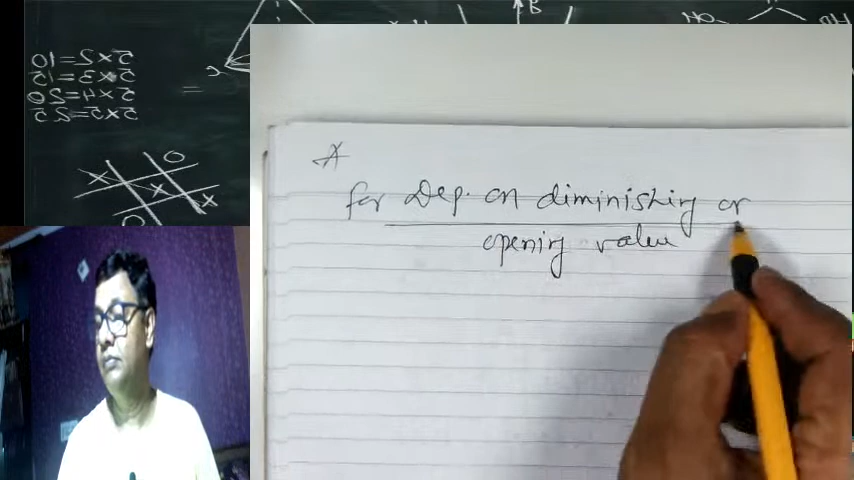 for Dep. on diminishing or
opening value
5×2=10
5×3=15
5×4=20
5×5=25